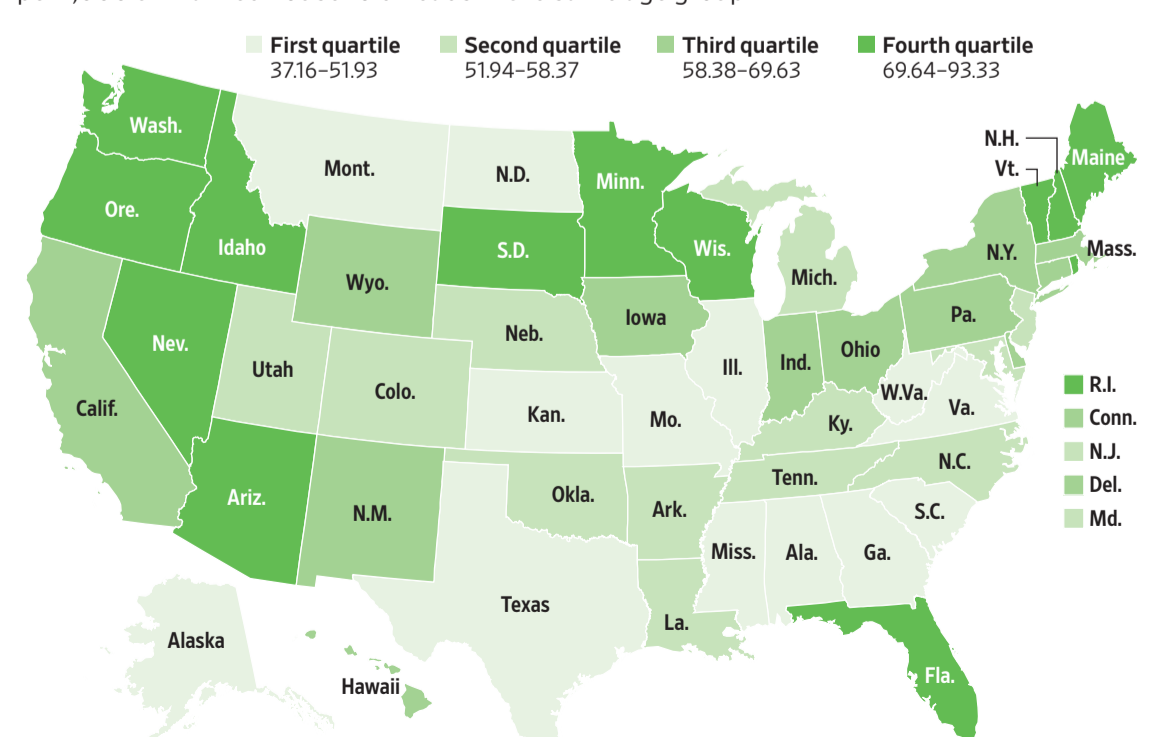 First quartile
37.16–51.93
Second quartile
51.94–58.37
Third quartile
58.38–69.63
Fourth quartile
69.64–93.33
Wash.
Mont.
N.D.
Minn.
N.H.
Vt.
Maine
Ore.
Idaho
S.D.
Wis.
Mich.
N.Y.
Mass.
Wyo.
Iowa
Pa.
Nev.
Neb.
Ill.
Ind.
Ohio
Utah
Colo.
W.Va.
Va.
Calif.
Kan.
Mo.
Ky.
R.I.
Conn.
N.J.
Del.
Md.
Ariz.
N.M.
Okla.
Ark.
Tenn.
N.C.
S.C.
Miss.
Ala.
Ga.
Texas
La.
Alaska
Hawaii
Fla.